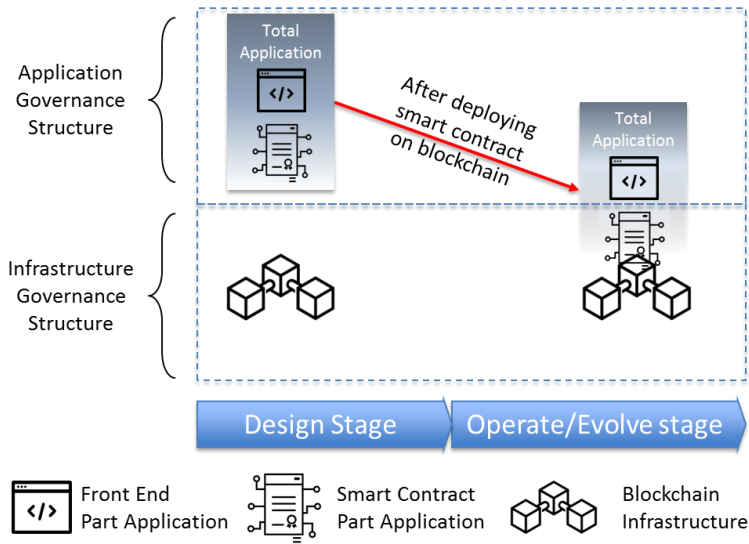 Total
Application
</>
Application
Governance
Structure
After deploying
smart contract
on blockchain
Total
Application
</>
Infrastructure
Governance
Structure
Design Stage
Operate/Evolve stage
</>
Front End
Part Application
Smart Contract
Part Application
Blockchain
Infrastructure